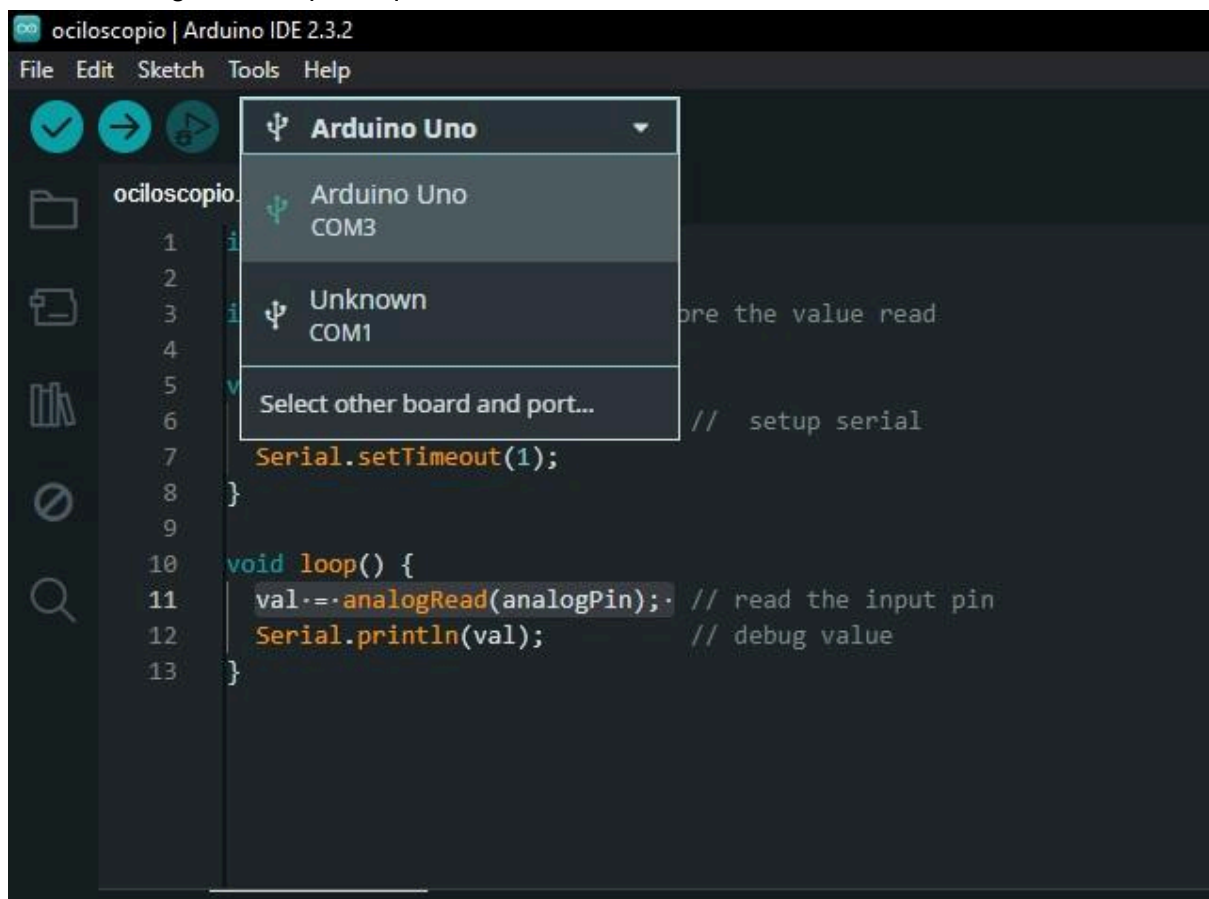 ociloscopio | Arduino IDE 2.3.2
File Edit Sketch Tools Help
Arduino Uno
ociloscopio.
Arduino Uno
COM3
Unknown
COM1
Select other board and port...
1 i
2
3 i ore the value read
4
5 v
6 // setup serial
7 Serial.setTimeout(1);
8 }
9
10 void loop() {
11 val·=·analogRead(analogPin);· // read the input pin
12 Serial.println(val); // debug value
13 }